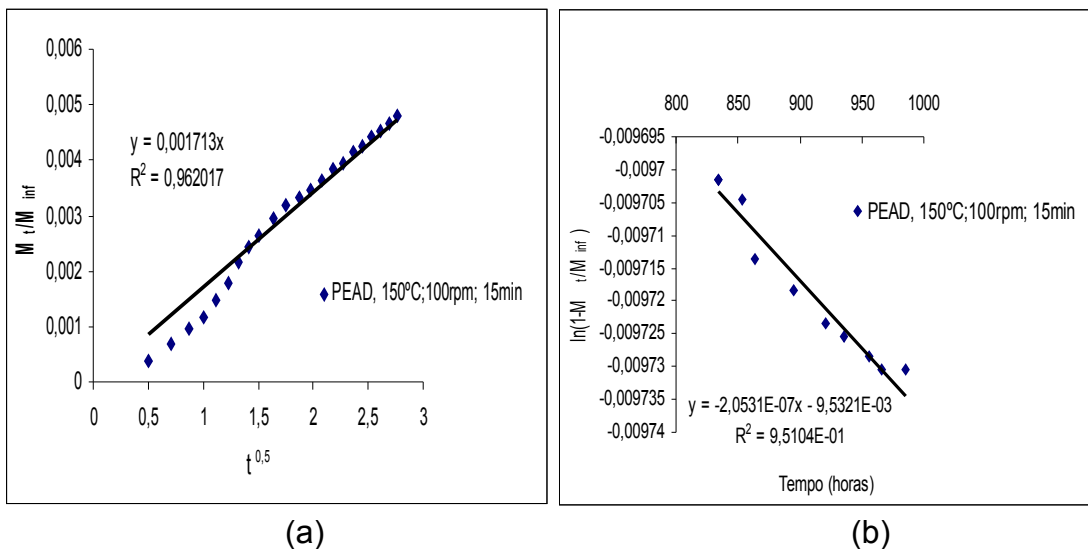 0,006
0,005
0,004
0,003
0,002
0,001
0
M t/M inf
y = 0,001713x
R² = 0,962017
PEAD, 150ºC;100rpm; 15min
0 0,5 1 1,5 2 2,5 3
t 0,5
(a)
800 850 900 950 1000
-0,009695
-0,0097
-0,009705
-0,00971
-0,009715
-0,00972
-0,009725
-0,00973
-0,009735
-0,00974
ln(1-M t/M inf)
PEAD, 150ºC;100rpm; 15min
y = -2,0531E-07x - 9,5321E-03
R² = 9,5104E-01
Tempo (horas)
(b)